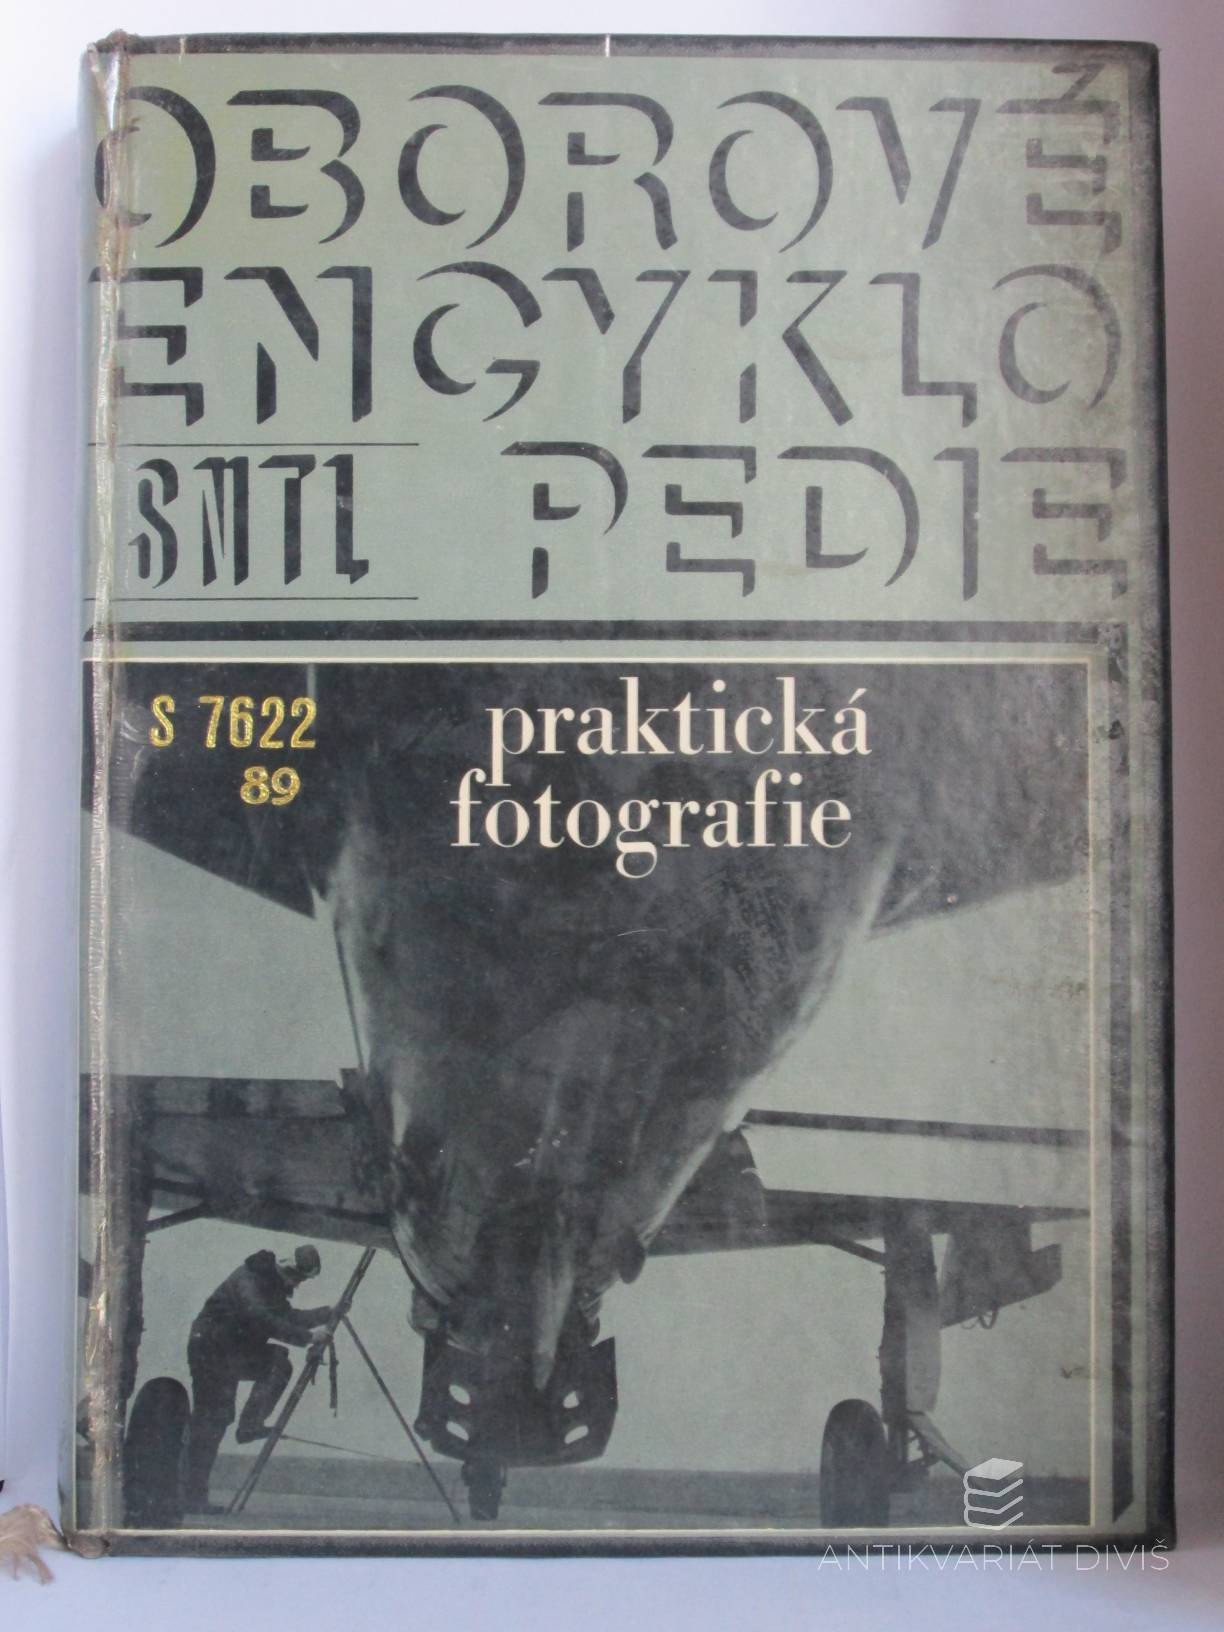 OBOROVÉ
ENCYKLO
SNTL PEDIE
S 7622
89
praktická
fotografie
ANTIKVARIÁT DIVIŠ